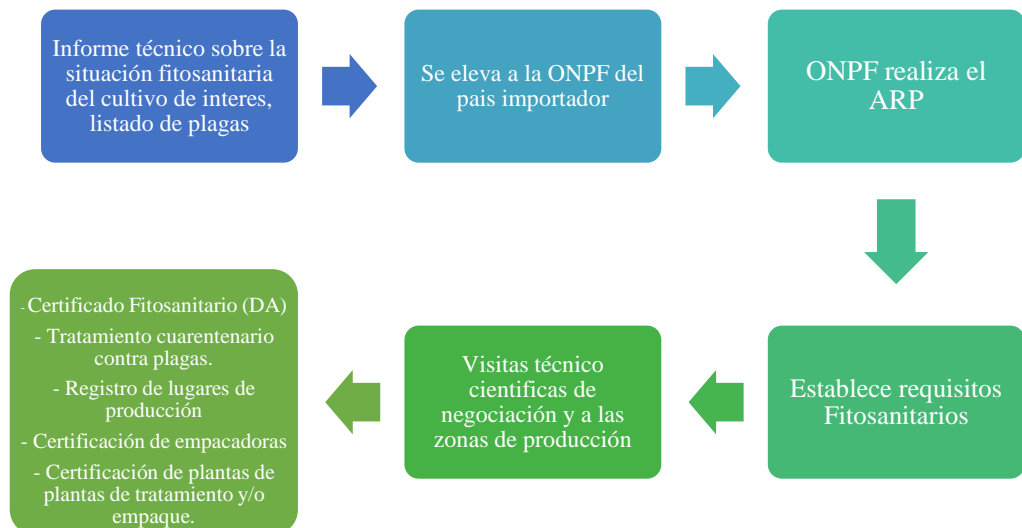 Informe técnico sobre la
situación fitosanitaria
del cultivo de interes,
listado de plagas
Se eleva a la ONPF del
pais importador
ONPF realiza el
ARP
Establece requisitos
Fitosanitarios
Visitas técnico
cientificas de
negociación y a las
zonas de producción
- Certificado Fitosanitario (DA)
- Tratamiento cuarentenario
contra plagas.
- Registro de lugares de
producción
- Certificación de empacadoras
- Certificación de plantas de
plantas de tratamiento y/o
empaque.